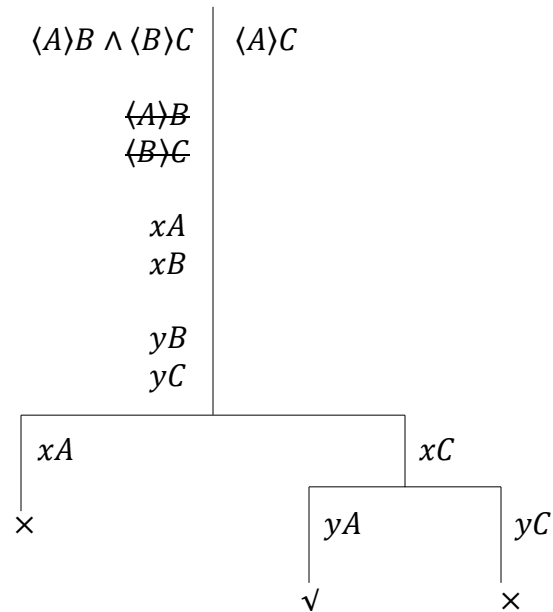 ⟨A⟩B ∧ ⟨B⟩C ⟨A⟩C
⟨A⟩B
⟨B⟩C
xA
xB
yB
yC
xA xC
× yA yC
√ ×